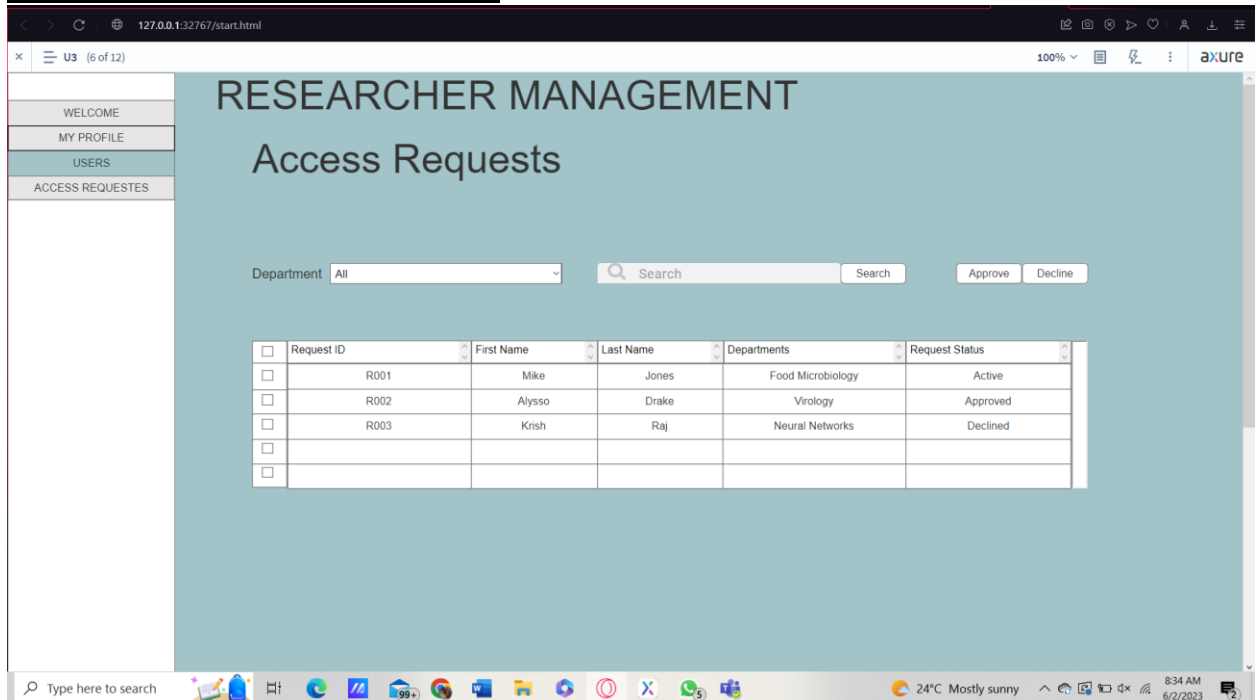 127.0.0.1:32767/start.html
U3 (6 of 12)
100%
axure
WELCOME
MY PROFILE
USERS
ACCESS REQUESTES
RESEARCHER MANAGEMENT
Access Requests
Department All Search Search Approve Decline
Request ID First Name Last Name Departments Request Status
R001 Mike Jones Food Microbiology Active
R002 Alysso Drake Virology Approved
R003 Krish Raj Neural Networks Declined
Type here to search
99+
5
24°C Mostly sunny
8:34 AM
6/2/2023
2